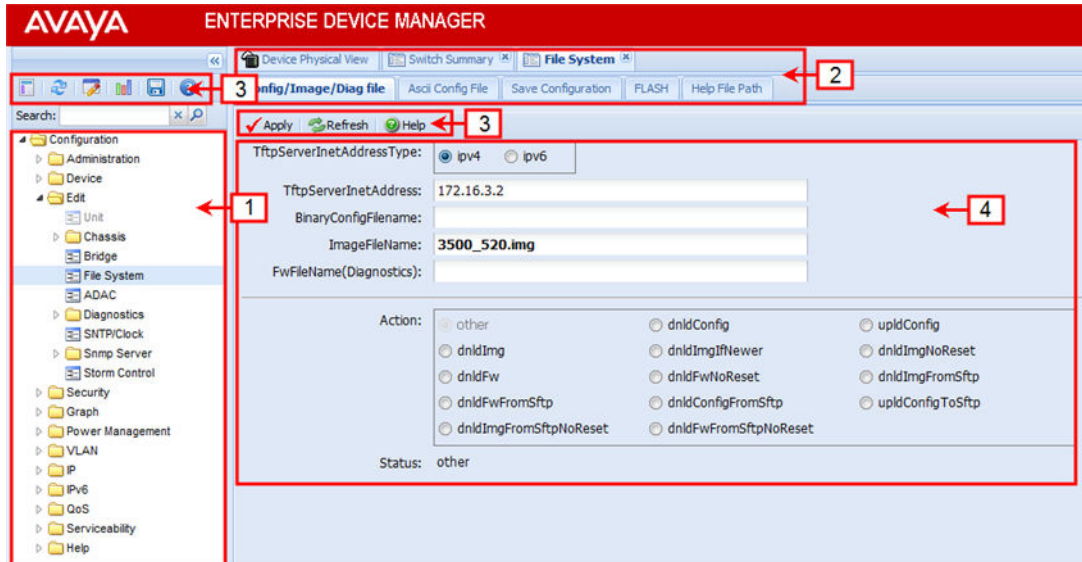 AVAYA ENTERPRISE DEVICE MANAGER
Device Physical View Switch Summary File System
2
3
onfig/Image/Diag file Ascii Config File Save Configuration FLASH Help File Path
Search:
Apply Refresh Help 3
Configuration
Administration
Device
Edit
Unit
Chassis
Bridge
File System
ADAC
Diagnostics
SNTP/Clock
Snmp Server
Storm Control
Security
Graph
Power Management
VLAN
IP
IPv6
QoS
Serviceability
Help
1
TftpServerInetAddressType: ipv4 ipv6
TftpServerInetAddress: 172.16.3.2
4
BinaryConfigFilename:
ImageFileName: 3500_520.img
FwFileName(Diagnostics):
Action: other dnldConfig upldConfig
dnldImg dnldImgIfNewer dnldImgNoReset
dnldFw dnldFwNoReset dnldImgFromSftp
dnldFwFromSftp dnldConfigFromSftp upldConfigToSftp
dnldImgFromSftpNoReset dnldFwFromSftpNoReset
Status: other